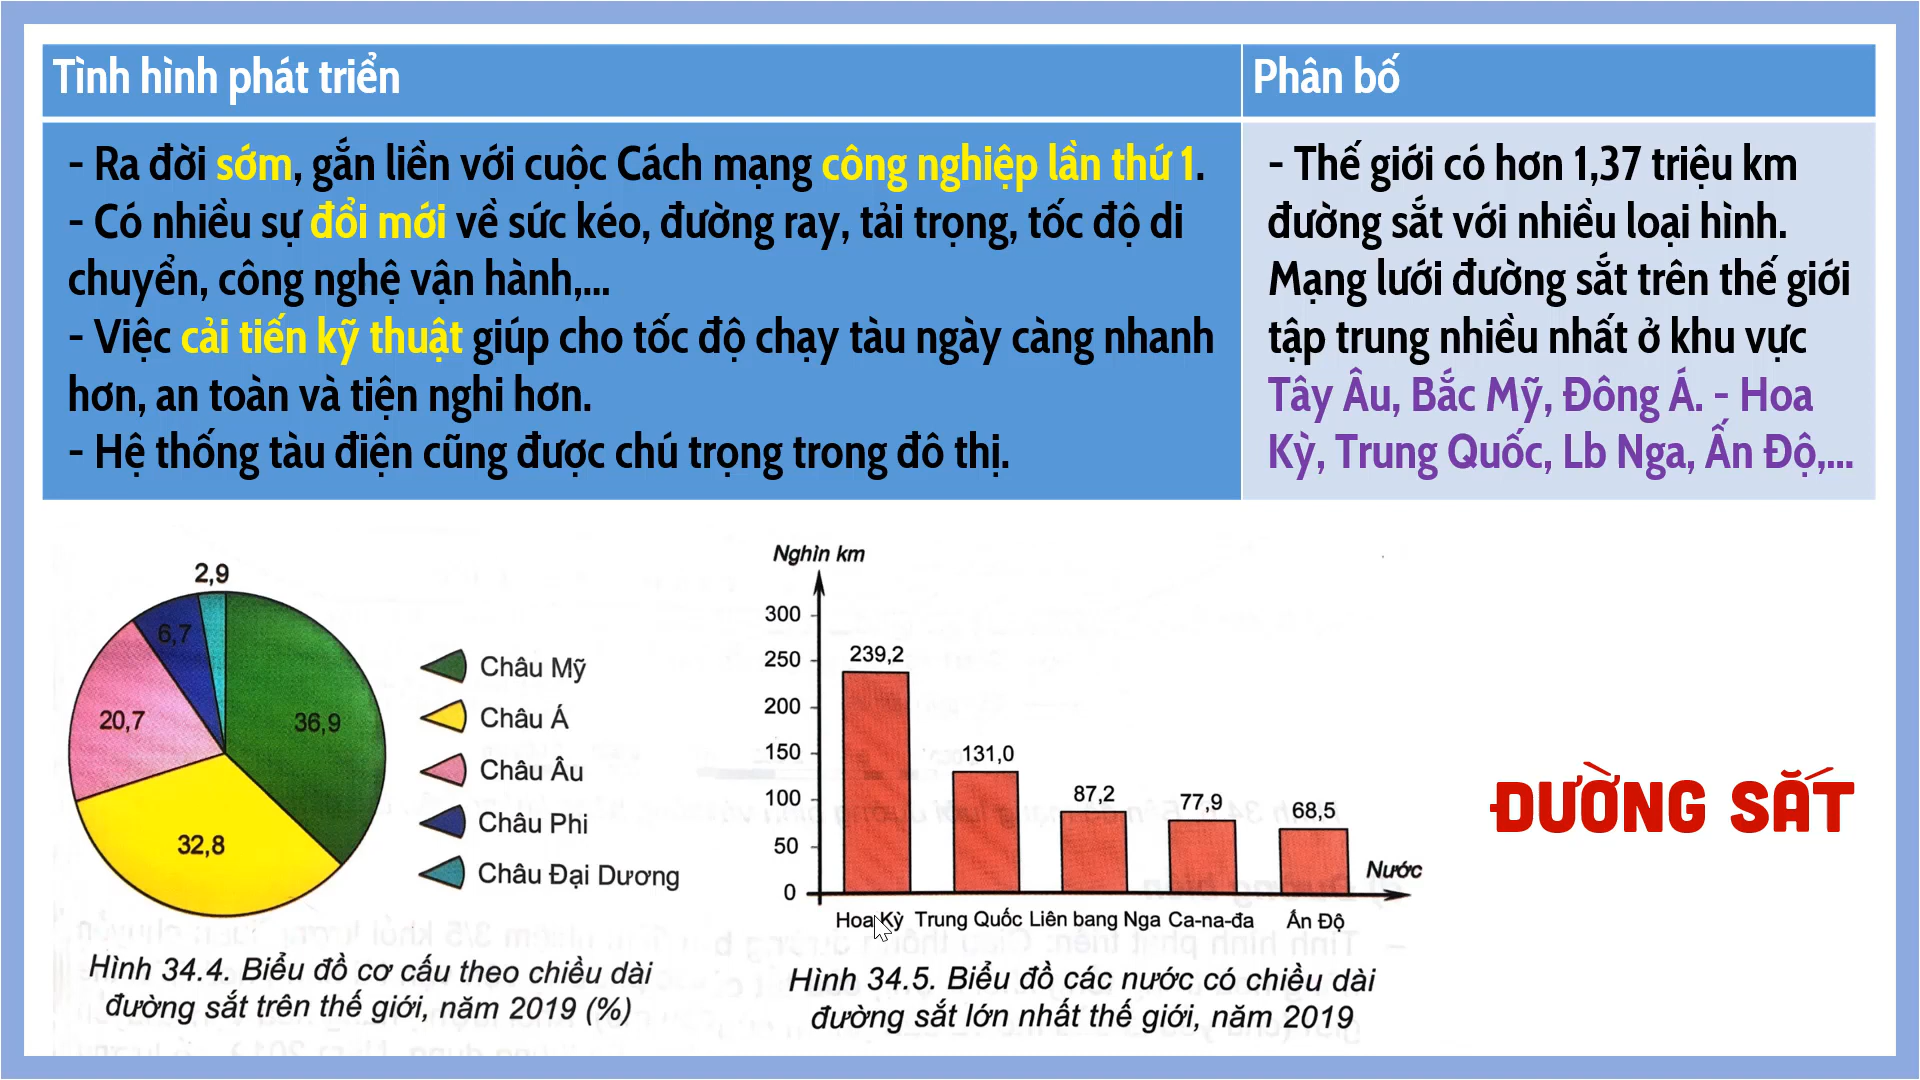 Tình hình phát triển
Phân bố
- Ra đời sớm, gắn liền với cuộc Cách mạng công nghiệp lần thứ 1.
- Có nhiều sự đổi mới về sức kéo, đường ray, tải trọng, tốc độ di
chuyển, công nghệ vận hành,...
- Việc cải tiến kỹ thuật giúp cho tốc độ chạy tàu ngày càng nhanh
hơn, an toàn và tiện nghi hơn.
- Hệ thống tàu điện cũng được chú trọng trong đô thị.
- Thế giới có hơn 1,37 triệu km
đường sắt với nhiều loại hình.
Mạng lưới đường sắt trên thế giới
tập trung nhiều nhất ở khu vực
Tây Âu, Bắc Mỹ, Đông Á. - Hoa
Kỳ, Trung Quốc, Lb Nga, Ấn Độ,...
2,9
6,7
20,7
36,9
32,8
Châu Mỹ
Châu Á
Châu Âu
Châu Phi
Châu Đại Dương
Hình 34.4. Biểu đồ cơ cấu theo chiều dài
đường sắt trên thế giới, năm 2019 (%)
Nghìn km
300
250
200
150
100
50
0
239,2
131,0
87,2
77,9
68,5
Nước
Hoa Kỳ Trung Quốc Liên bang Nga Ca-na-đa Ấn Độ
Hình 34.5. Biểu đồ các nước có chiều dài
đường sắt lớn nhất thế giới, năm 2019
ĐƯỜNG SẮT